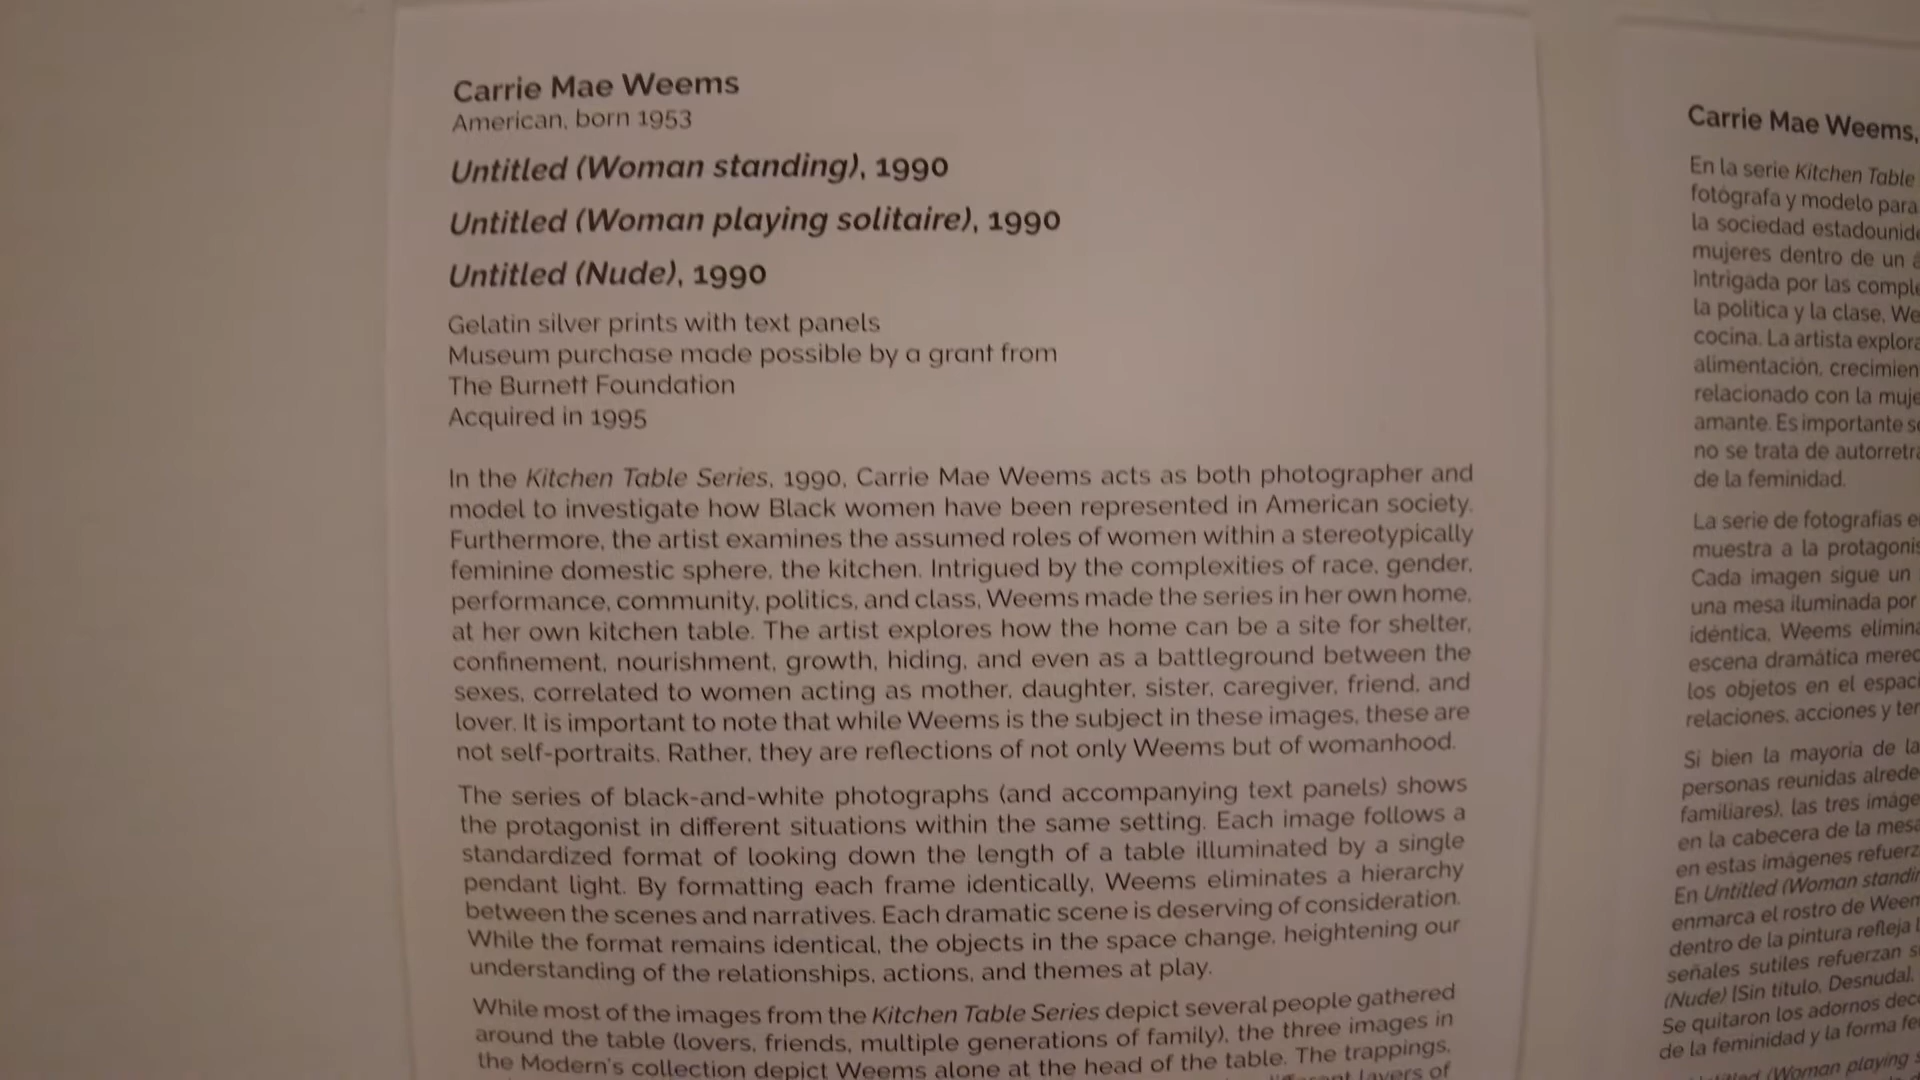 Carrie Mae Weems
American, born 1953
Untitled (Woman standing), 1990
Untitled (Woman playing solitaire), 1990
Untitled (Nude), 1990
Gelatin silver prints with text panels
Museum purchase made possible by a grant from
The Burnett Foundation
Acquired in 1995
In the Kitchen Table Series, 1990, Carrie Mae Weems acts as both photographer and
model to investigate how Black women have been represented in American society.
Furthermore, the artist examines the assumed roles of women within a stereotypically
feminine domestic sphere, the kitchen. Intrigued by the complexities of race, gender,
performance, community, politics, and class, Weems made the series in her own home,
at her own kitchen table. The artist explores how the home can be a site for shelter,
confinement, nourishment, growth, hiding, and even as a battleground between the
sexes, correlated to women acting as mother, daughter, sister, caregiver, friend, and
lover. It is important to note that while Weems is the subject in these images, these are
not self-portraits. Rather, they are reflections of not only Weems but of womanhood.
The series of black-and-white photographs (and accompanying text panels) shows
the protagonist in different situations within the same setting. Each image follows a
standardized format of looking down the length of a table illuminated by a single
pendant light. By formatting each frame identically, Weems eliminates a hierarchy
between the scenes and narratives. Each dramatic scene is deserving of consideration.
While the format remains identical, the objects in the space change, heightening our
understanding of the relationships, actions, and themes at play.
While most of the images from the Kitchen Table Series depict several people gathered
around the table (lovers, friends, multiple generations of family), the three images in
the Modern's collection depict Weems alone at the head of the table. The trappings,
layers of
Carrie Mae Weems,
En la serie Kitchen Table
fotógrafa y modelo para
la sociedad
mujeres dentro de un
Intrigada por las
la política y la clase,
cocina. La artista
alimentación,
relacionado con la
amante. Es importante
no se trata de
de la feminidad.
La serie de fotografías
muestra a la
Cada imagen sigue un
una mesa iluminada por
idéntica, Weems
escena dramática
los objetos en el
relaciones, acciones y
Si bien la mayoría de
personas reunidas
familiares), las tres
en la cabecera de la mesa
en estas imágenes
En Untitled (Woman
enmarca el rostro de
dentro de la pintura refleja
señales sutiles refuerzan
(Nude) [Sin título, Desnuda],
Se quitaron los adornos
de la feminidad y la forma
(Woman playing